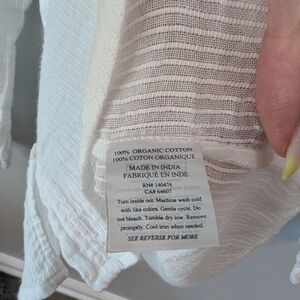 100% ORGANIC COTTON
100% COTON ORGANIQUE
MADE IN INDIA
FABRIQUÉ EN INDE
RN# 140476
CA# 64607
Turn inside out. Machine wash cold
with like colors. Gentle cycle. Do
not bleach. Tumble dry low. Remove
promptly. Cool iron when needed.
SEE REVERSE FOR MORE